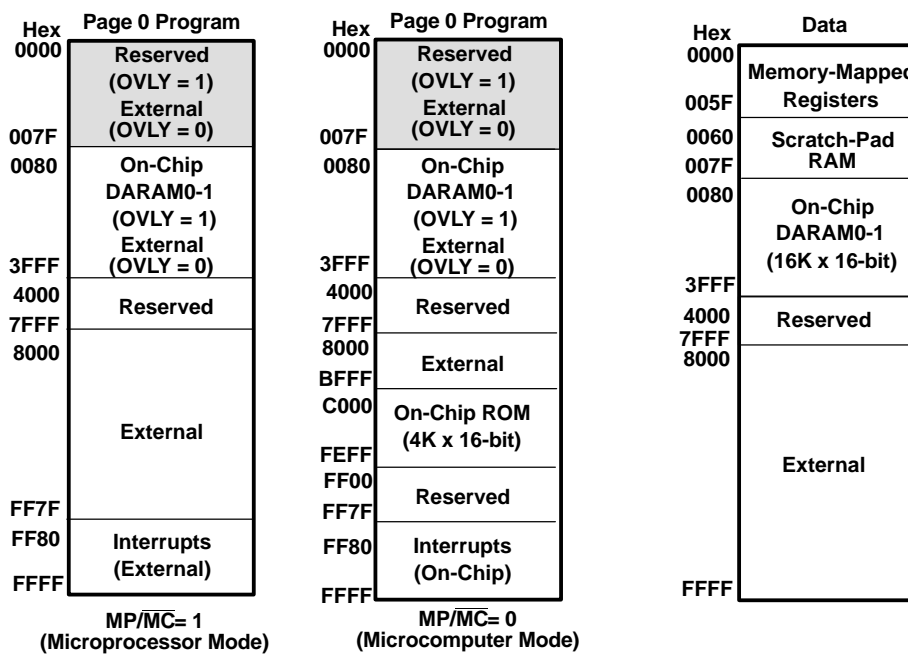 Page 0 Program
Hex
0000
Reserved
(OVLY = 1)
External
(OVLY = 0)
007F
0080
On-Chip
DARAM0-1
(OVLY = 1)
External
(OVLY = 0)
3FFF
4000
Reserved
7FFF
8000
External
FF7F
FF80
Interrupts
(External)
FFFF
MP/MC= 1
(Microprocessor Mode)
Page 0 Program
Hex
0000
Reserved
(OVLY = 1)
External
(OVLY = 0)
007F
0080
On-Chip
DARAM0-1
(OVLY = 1)
External
(OVLY = 0)
3FFF
4000
Reserved
7FFF
8000
External
BFFF
C000
On-Chip ROM
(4K x 16-bit)
FEFF
FF00
Reserved
FF7F
FF80
Interrupts
(On-Chip)
FFFF
MP/MC= 0
(Microcomputer Mode)
Data
Hex
0000
Memory-Mapped
Registers
005F
0060
Scratch-Pad
RAM
007F
0080
On-Chip
DARAM0-1
(16K x 16-bit)
3FFF
4000
Reserved
7FFF
8000
External
FFFF